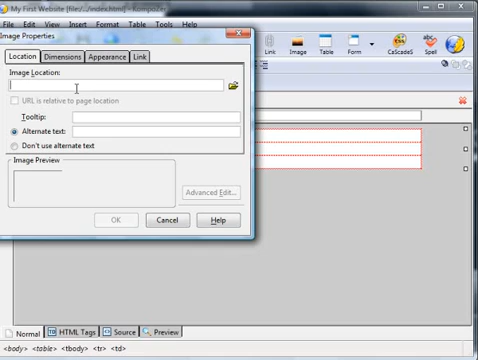 My First Website [file:/.../index.html] - KompoZer
File Edit View Insert Format Table Tools Help
Image Properties
Location Dimensions Appearance Link
Image Location:
URL is relative to page location
Tooltip:
Alternate text:
Don't use alternate text
Image Preview
Advanced Edit...
OK Cancel Help
Link Image Table Form CaScadeS Spell
Normal HTML Tags Source Preview
<body> <table> <tbody> <tr> <td>